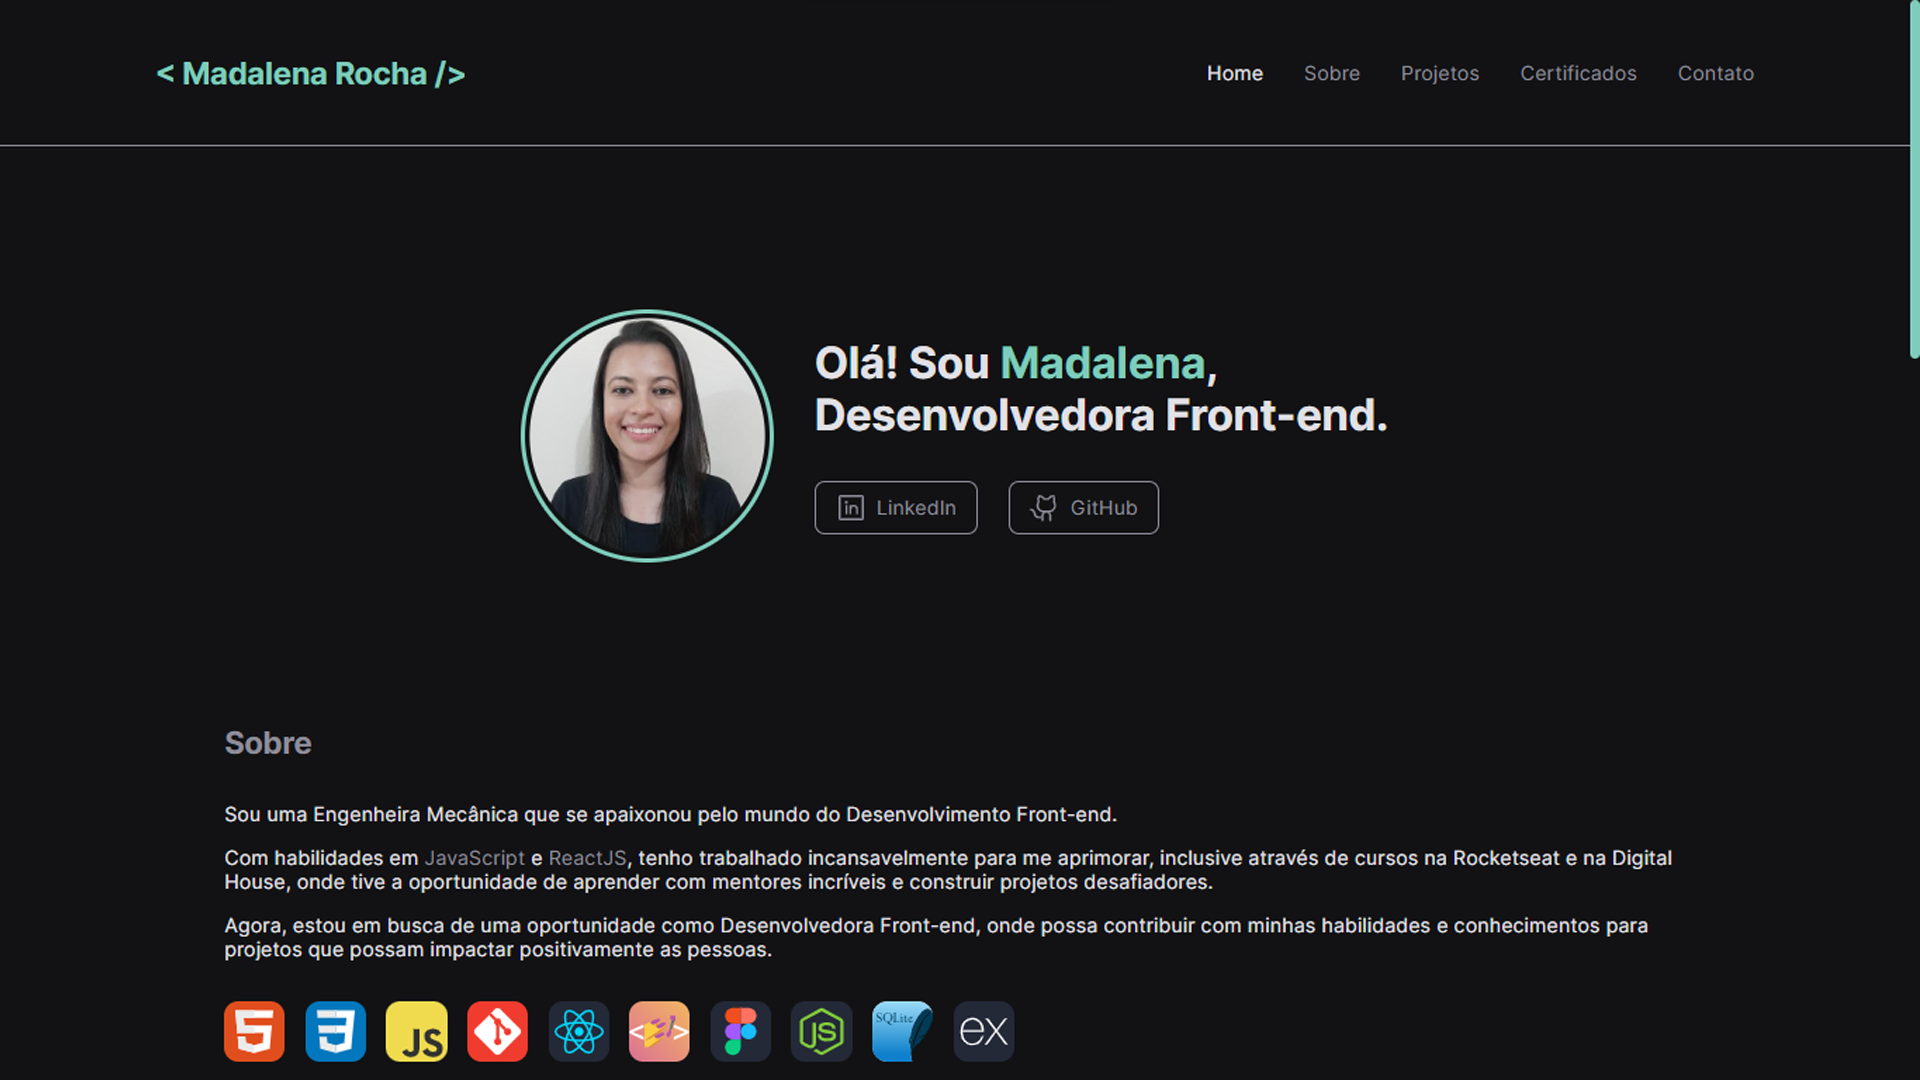 < Madalena Rocha />
Home Sobre Projetos Certificados Contato
Olá! Sou Madalena,
Desenvolvedora Front-end.
LinkedIn GitHub
Sobre
Sou uma Engenheira Mecânica que se apaixonou pelo mundo do Desenvolvimento Front-end.
Com habilidades em JavaScript e ReactJS, tenho trabalhado incansavelmente para me aprimorar, inclusive através de cursos na Rocketseat e na Digital
House, onde tive a oportunidade de aprender com mentores incríveis e construir projetos desafiadores.
Agora, estou em busca de uma oportunidade como Desenvolvedora Front-end, onde possa contribuir com minhas habilidades e conhecimentos para
projetos que possam impactar positivamente as pessoas.
5 3 JS JS SQLite ex